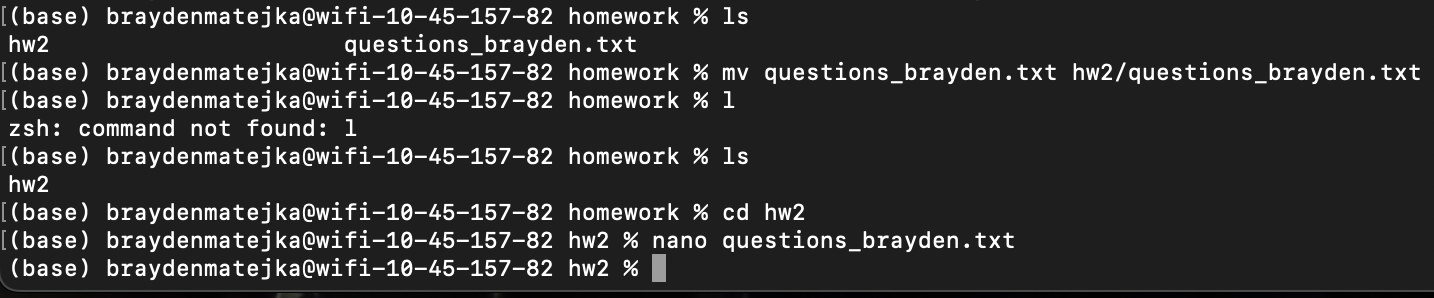 [(base) braydenmatejka@wifi-10-45-157-82 homework % ls
hw2                     questions_brayden.txt
[(base) braydenmatejka@wifi-10-45-157-82 homework % mv questions_brayden.txt hw2/questions_brayden.txt
[(base) braydenmatejka@wifi-10-45-157-82 homework % l
zsh: command not found: l
[(base) braydenmatejka@wifi-10-45-157-82 homework % ls
hw2
[(base) braydenmatejka@wifi-10-45-157-82 homework % cd hw2
[(base) braydenmatejka@wifi-10-45-157-82 hw2 % nano questions_brayden.txt
(base) braydenmatejka@wifi-10-45-157-82 hw2 %